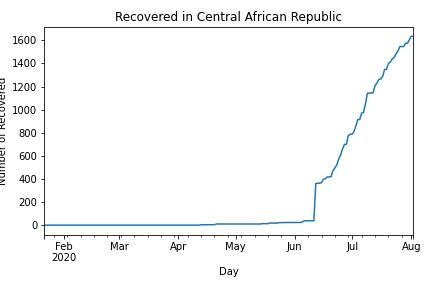 Recovered in Central African Republic
Number of Recovered
1600
1400
1200
1000
800
600
400
200
0
Feb
2020
Mar
Apr
May
Jun
Jul
Aug
Day